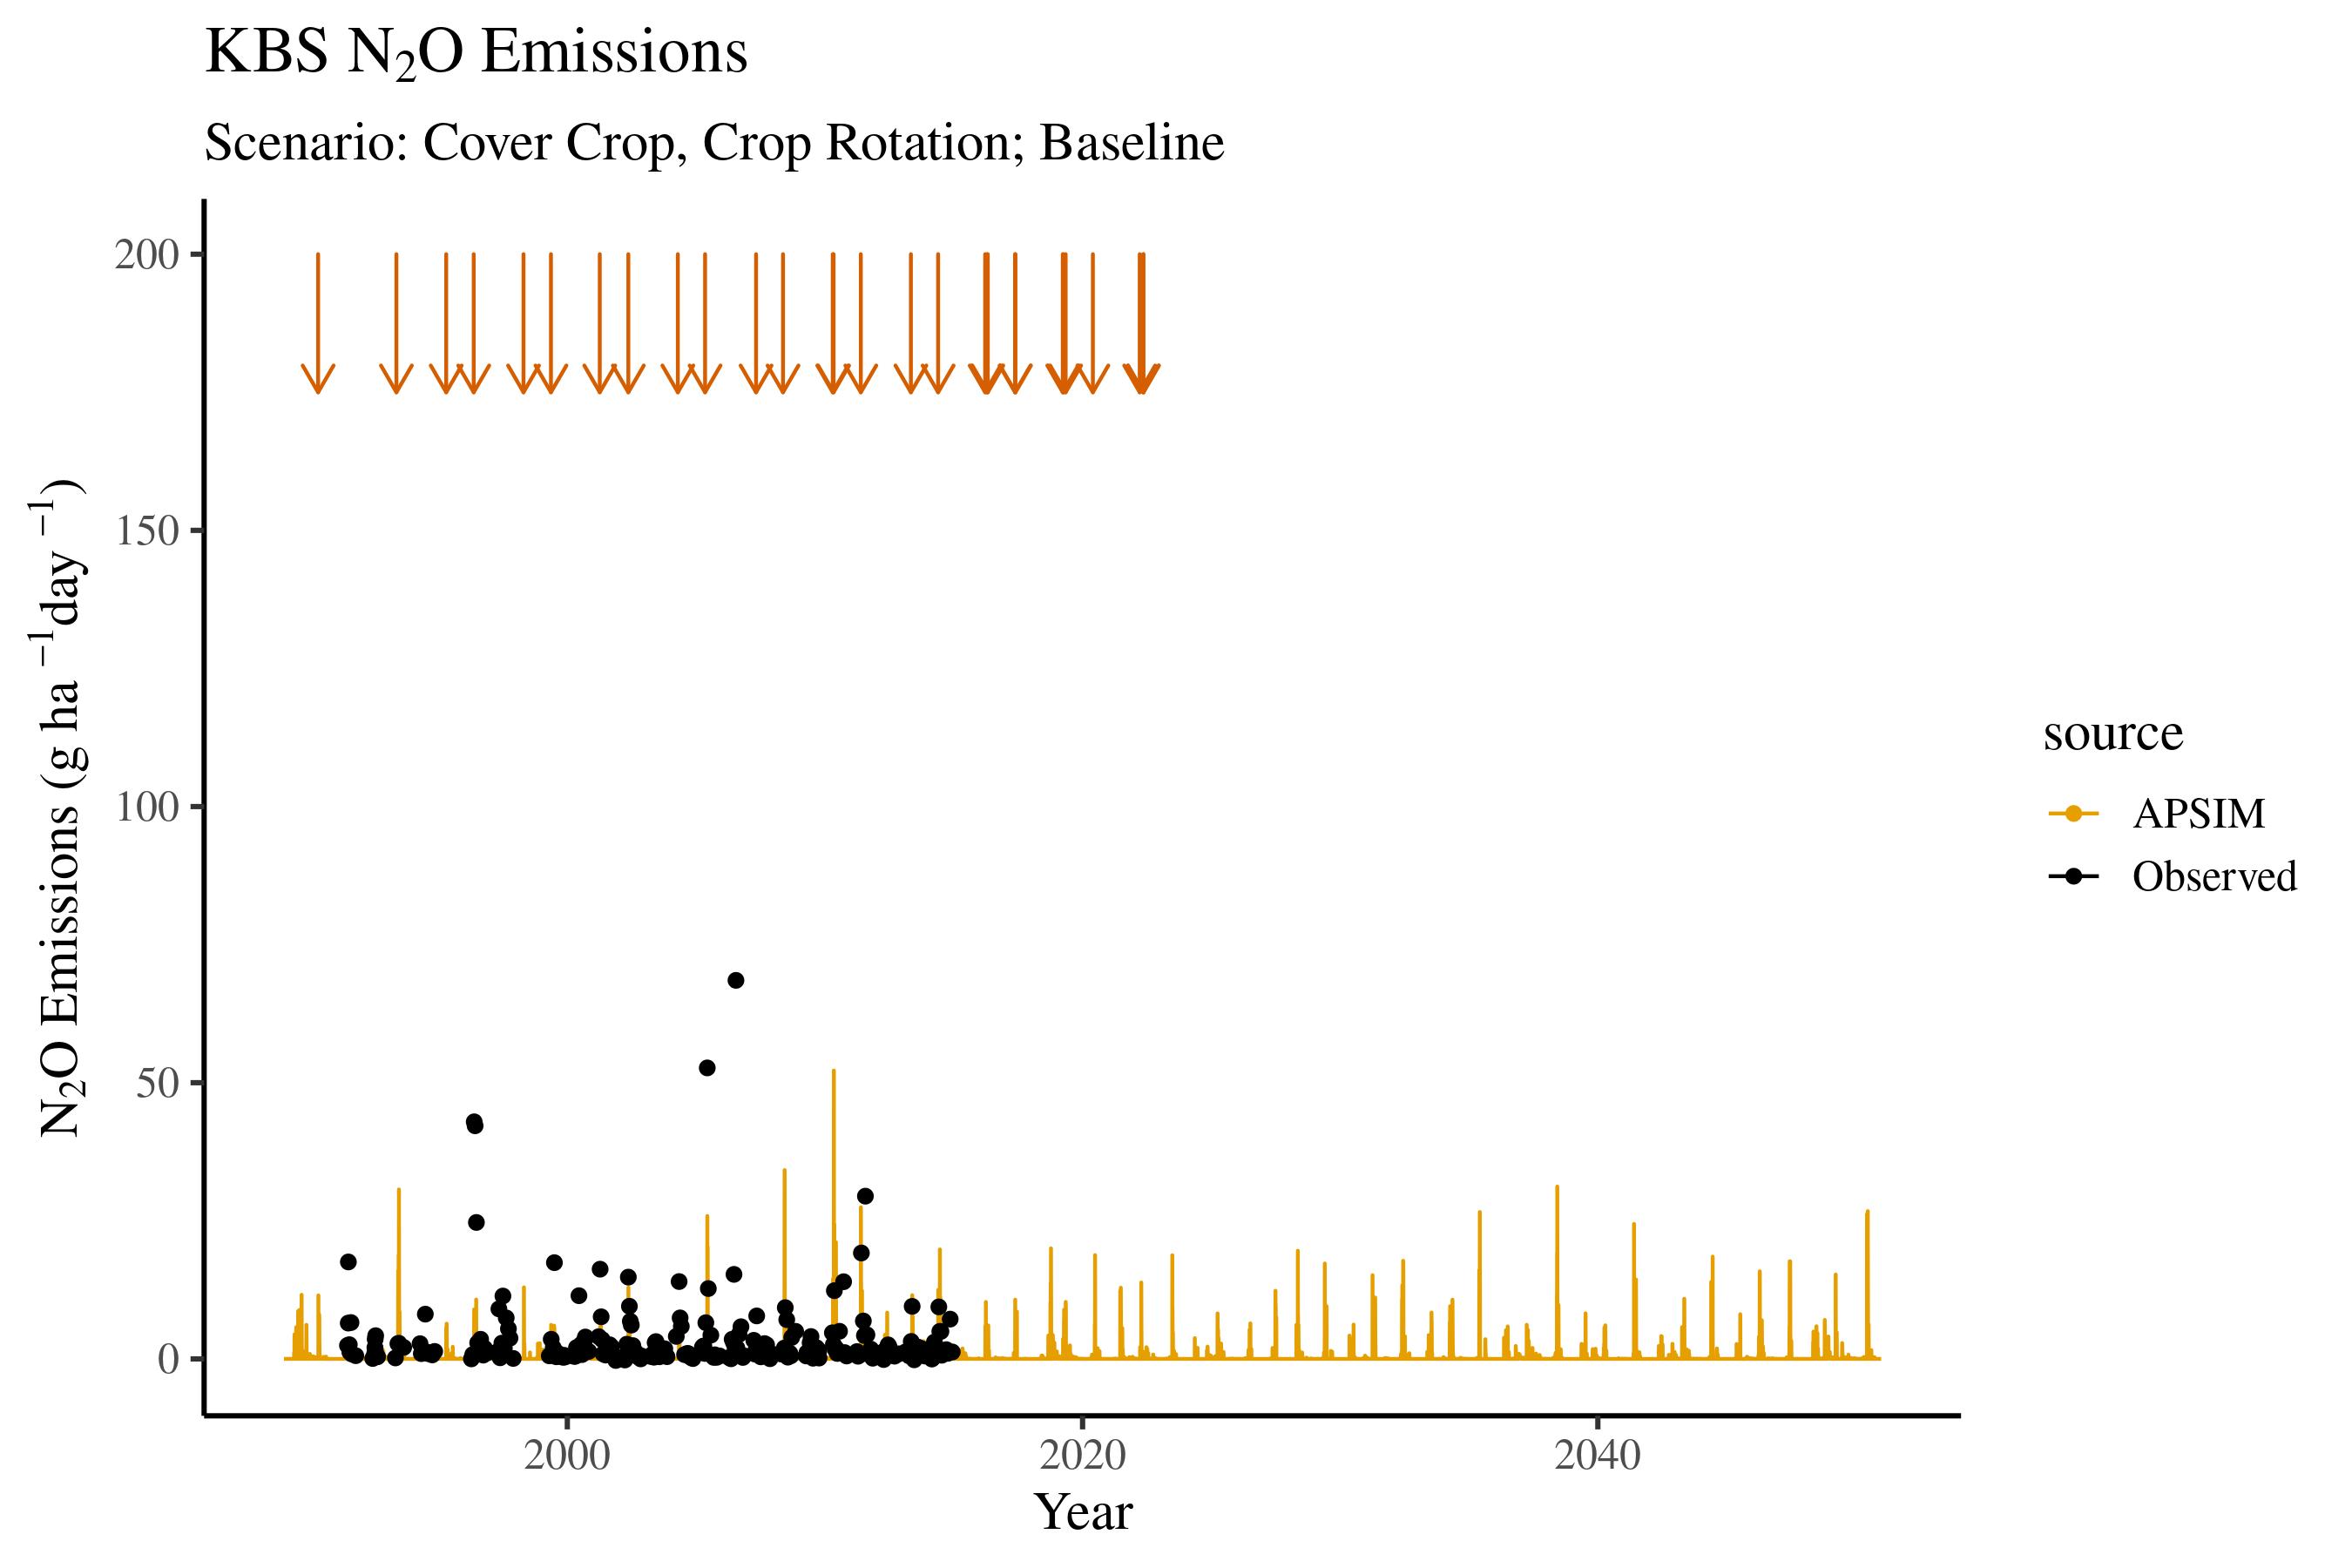 KBS N₂O Emissions
Scenario: Cover Crop, Crop Rotation; Baseline
N₂O Emissions (g ha ⁻¹day ⁻¹)
200
150
100
50
0
2000 2020 2040
Year
source
APSIM
Observed